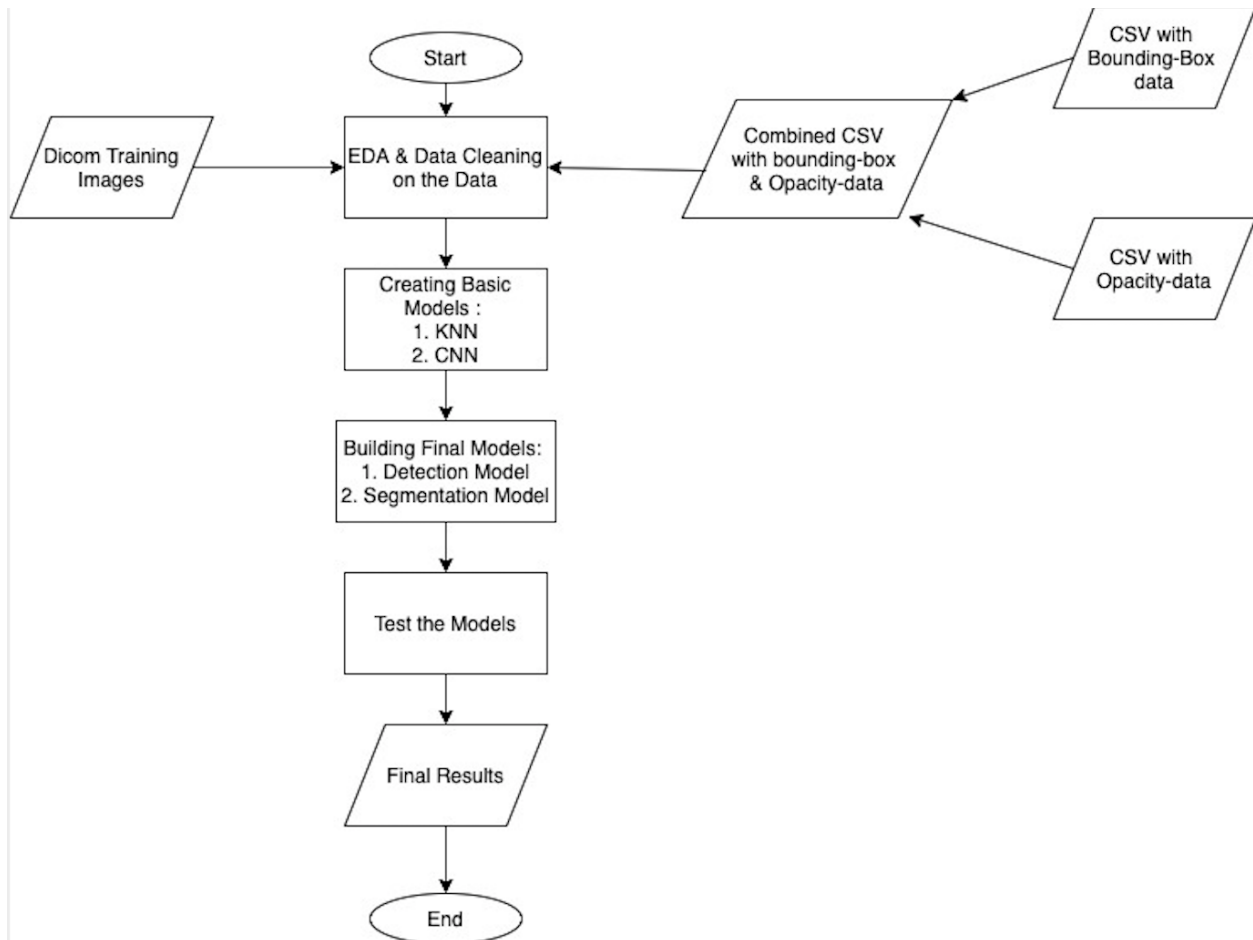 Start
CSV with
Bounding-Box
data
Dicom Training
Images
EDA & Data Cleaning
on the Data
Combined CSV
with bounding-box
& Opacity-data
CSV with
Opacity-data
Creating Basic
Models :
1. KNN
2. CNN
Building Final Models:
1. Detection Model
2. Segmentation Model
Test the Models
Final Results
End